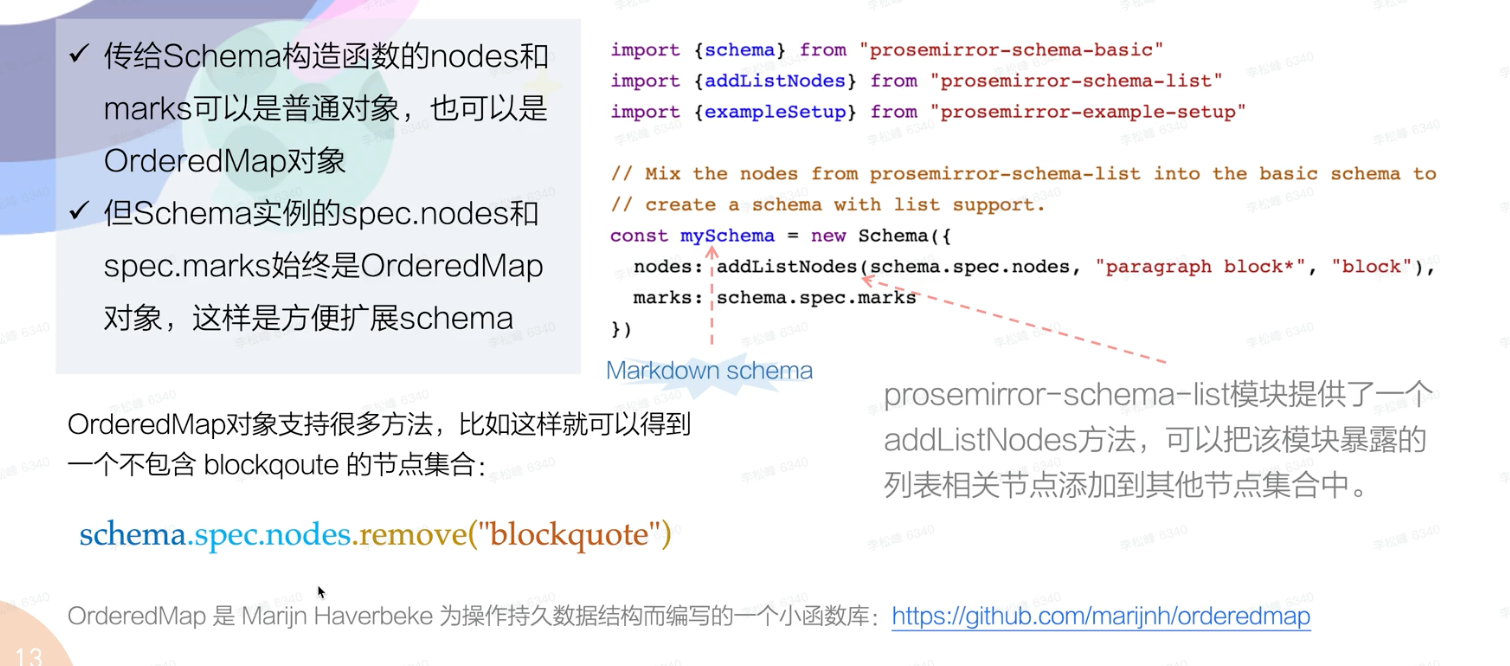 ✓ 传给Schema构造函数的nodes和
marks可以是普通对象，也可以是
OrderedMap对象
✓ 但Schema实例的spec.nodes和
spec.marks始终是OrderedMap
对象，这样是方便扩展schema
import {schema} from "prosemirror-schema-basic"
import {addListNodes} from "prosemirror-schema-list"
import {exampleSetup} from "prosemirror-example-setup"
// Mix the nodes from prosemirror-schema-list into the basic schema to
// create a schema with list support.
const mySchema = new Schema({
nodes: addListNodes(schema.spec.nodes, "paragraph block*", "block"),
marks: schema.spec.marks
})
Markdown schema
prosemirror-schema-list模块提供了一个
addListNodes方法，可以把该模块暴露的
列表相关节点添加到其他节点集合中。
OrderedMap对象支持很多方法，比如这样就可以得到
一个不包含 blockqoute 的节点集合：
schema.spec.nodes.remove("blockquote")
OrderedMap 是 Marijn Haverbeke 为操作持久数据结构而编写的一个小函数库：https://github.com/marijnh/orderedmap
13
李松峰 6340